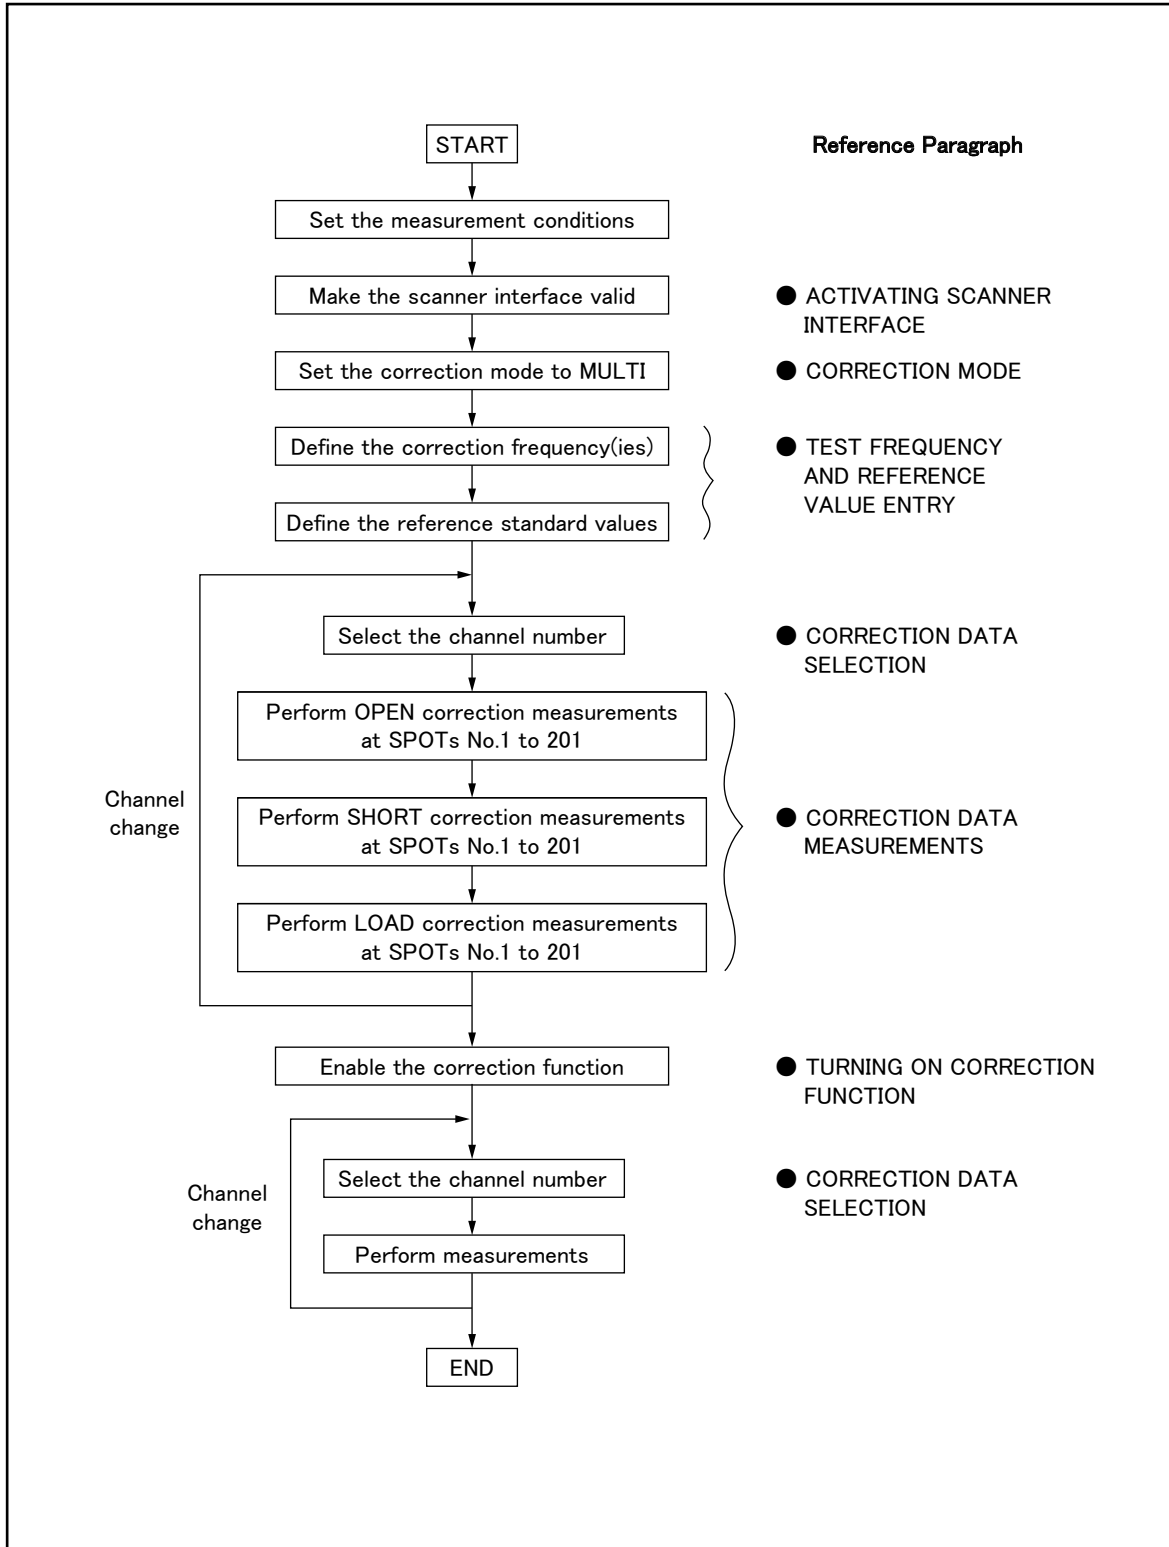 START
Reference Paragraph
Set the measurement conditions
Make the scanner interface valid
● ACTIVATING SCANNER
INTERFACE
Set the correction mode to MULTI
● CORRECTION MODE
Define the correction frequency(ies)
● TEST FREQUENCY
AND REFERENCE
VALUE ENTRY
Define the reference standard values
Select the channel number
● CORRECTION DATA
SELECTION
Perform OPEN correction measurements
at SPOTs No.1 to 201
Channel
change
Perform SHORT correction measurements
at SPOTs No.1 to 201
● CORRECTION DATA
MEASUREMENTS
Perform LOAD correction measurements
at SPOTs No.1 to 201
Enable the correction function
● TURNING ON CORRECTION
FUNCTION
Channel
change
Select the channel number
● CORRECTION DATA
SELECTION
Perform measurements
END